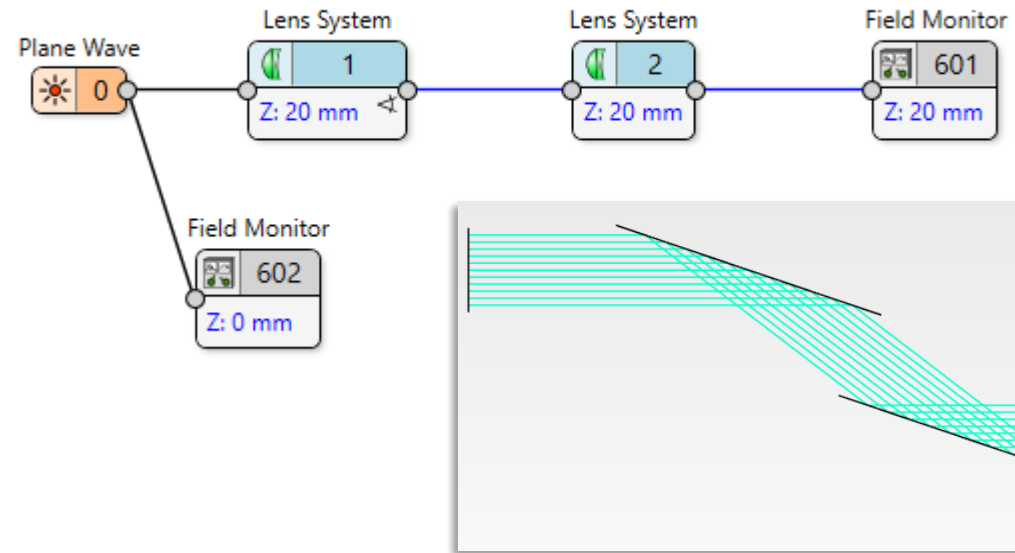 Plane Wave
0
Lens System
1
Z: 20 mm
Lens System
2
Z: 20 mm
Field Monitor
601
Z: 20 mm
Field Monitor
602
Z: 0 mm